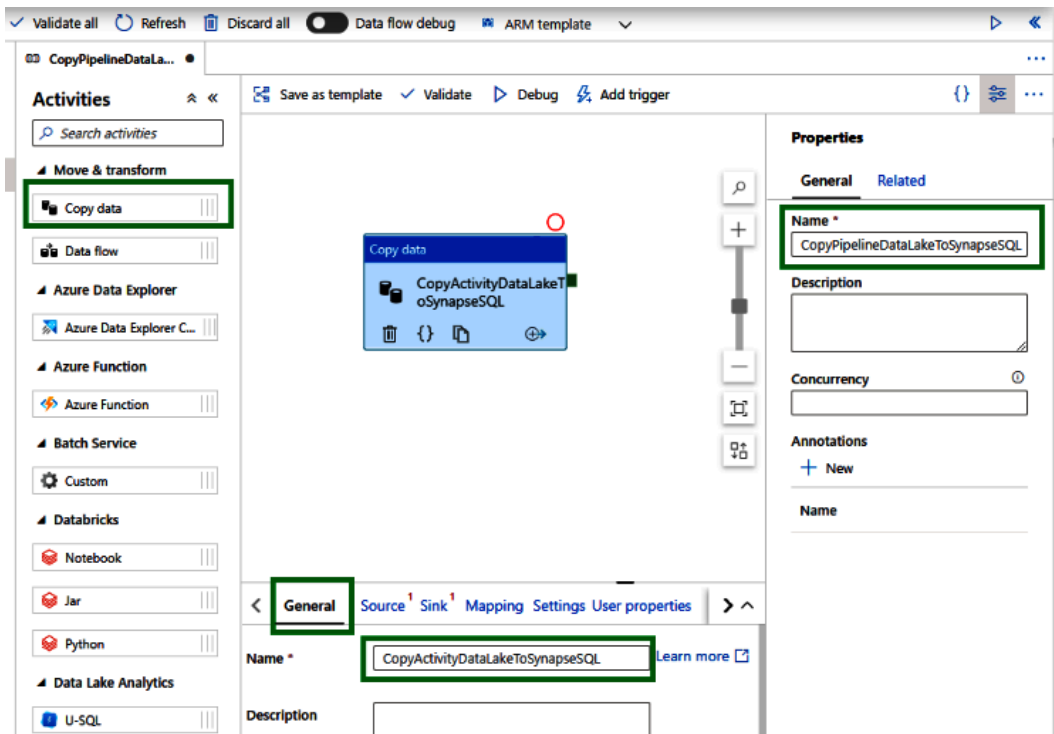 Validate all Refresh Discard all Data flow debug ARM template
CopyPipelineDataLa...
Activities
Search activities
Move & transform
Copy data
Data flow
Azure Data Explorer
Azure Data Explorer C...
Azure Function
Azure Function
Batch Service
Custom
Databricks
Notebook
Jar
Python
Data Lake Analytics
U-SQL
Save as template Validate Debug Add trigger {}
Copy data
CopyActivityDataLakeT
oSynapseSQL
{}
General Source 1 Sink 1 Mapping Settings User properties
Name * CopyActivityDataLakeToSynapseSQL Learn more
Description
Properties
General Related
Name *
CopyPipelineDataLakeToSynapseSQL
Description
Concurrency
Annotations
New
Name